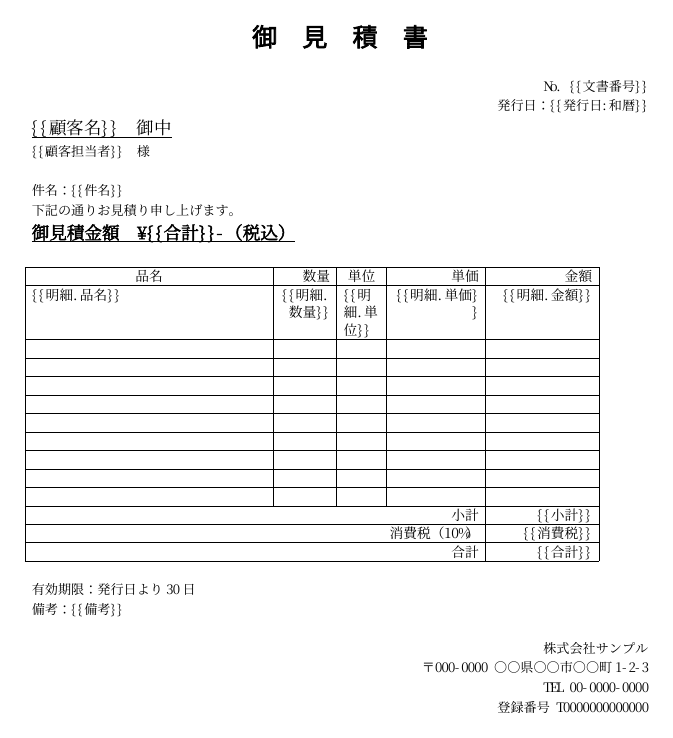 御 見 積 書
No. {{文書番号}}
発行日：{{発行日:和暦}}
{{顧客名}} 御中
{{顧客担当者}} 様
件名：{{件名}}
下記の通りお見積り申し上げます。
御見積金額 ¥{{合計}}-（税込）
品名 数量 単位 単価 金額
{{明細.品名}} {{明細.数量}} {{明細.単位}} {{明細.単価}} {{明細.金額}}
小計 {{小計}}
消費税（10%） {{消費税}}
合計 {{合計}}
有効期限：発行日より 30 日
備考：{{備考}}
株式会社サンプル
〒000-0000 〇〇県〇〇市〇〇町 1-2-3
TEL 00-0000-0000
登録番号 T0000000000000